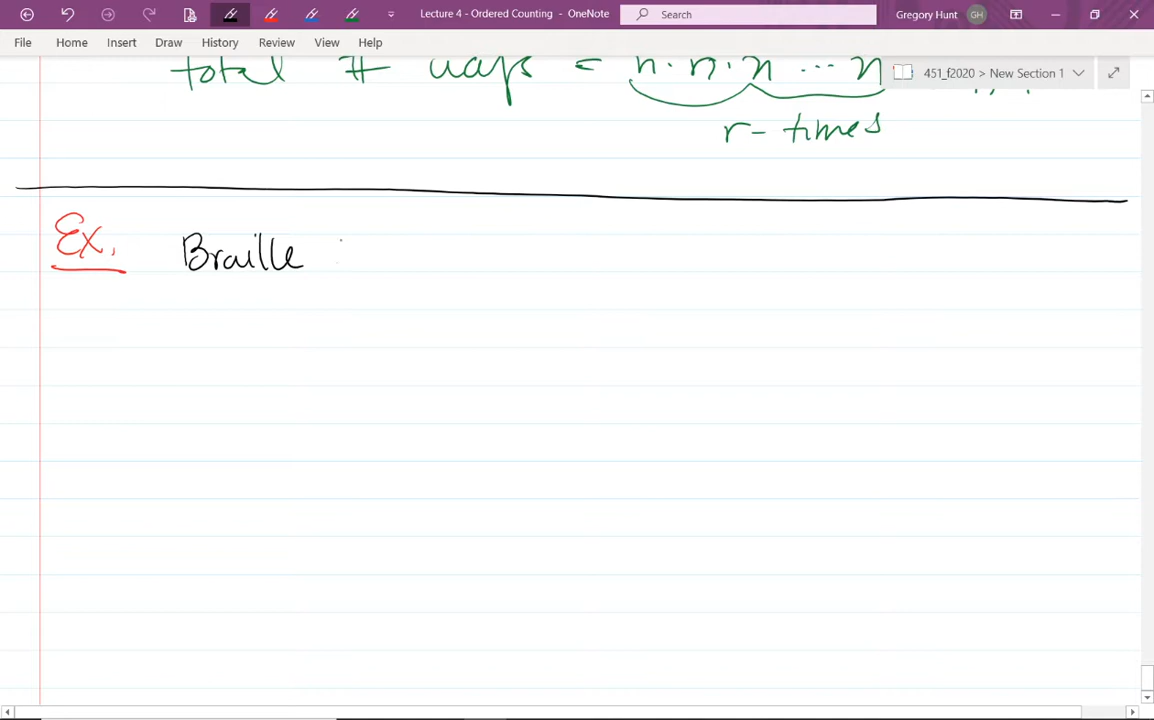 Lecture 4 - Ordered Counting - OneNote
Search
Gregory Hunt
GH
File Home Insert Draw History Review View Help
total # ways = n · n · n ··· n
451_f2020 > New Section 1
r - times
Ex. Braille